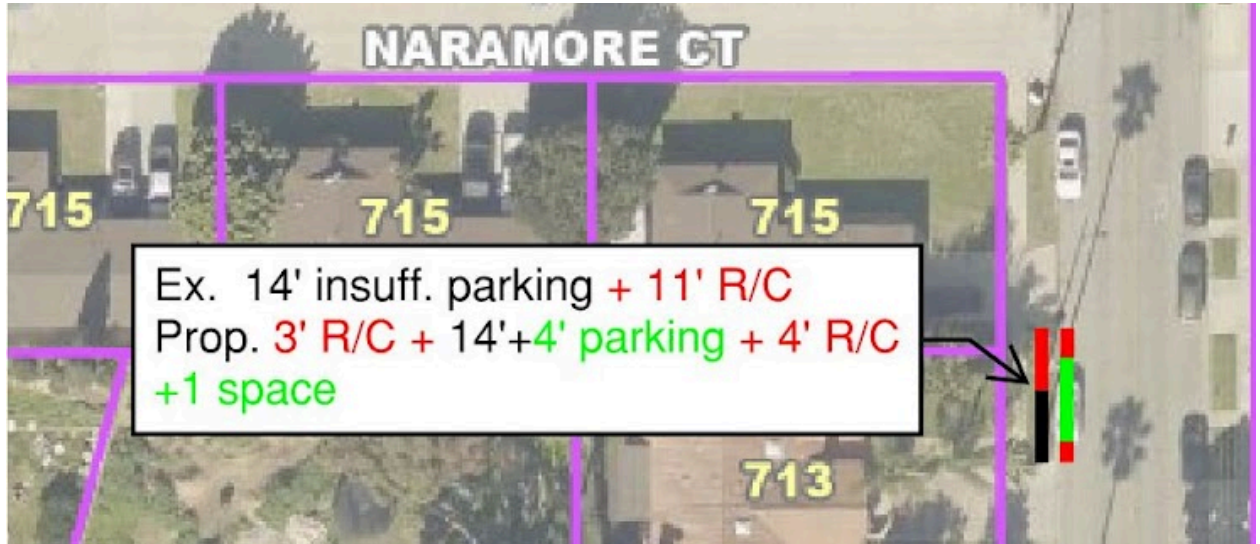 NARAMORE CT
715
715
715
Ex. 14' insuff. parking + 11' R/C
Prop. 3' R/C + 14'+4' parking + 4' R/C
+1 space
713